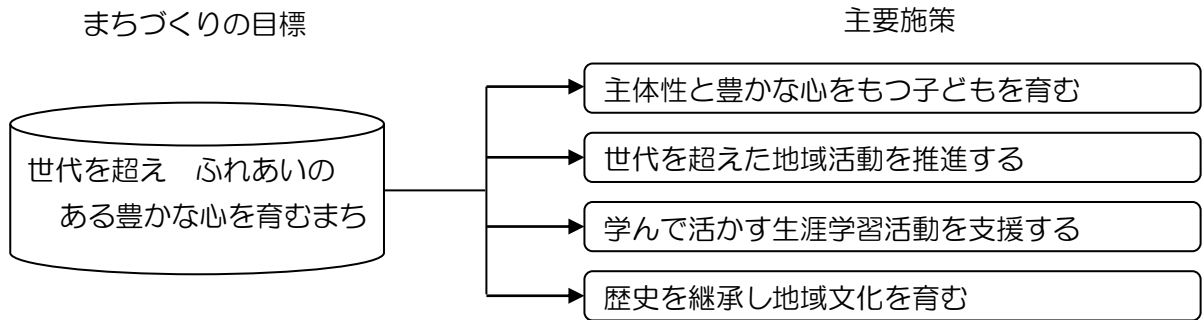 まちづくりの目標
主要施策
世代を超え　ふれあいの
ある豊かな心を育むまち
主体性と豊かな心をもつ子どもを育む
世代を超えた地域活動を推進する
学んで活かす生涯学習活動を支援する
歴史を継承し地域文化を育む